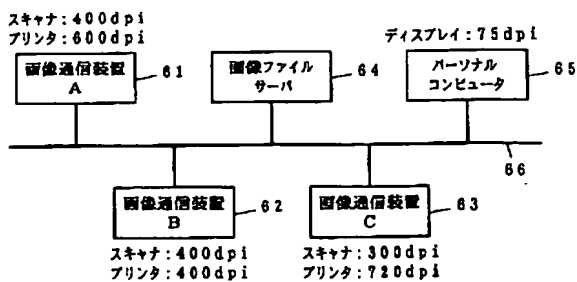 スキャナ:400dpi
プリンタ:600dpi
画像通信装置
A
61
画像ファイル
サーバ
64
ディスプレイ:75dpi
パーソナル
コンピュータ
65
66
画像通信装置
B
62
スキャナ:400dpi
プリンタ:400dpi
画像通信装置
C
63
スキャナ:300dpi
プリンタ:720dpi